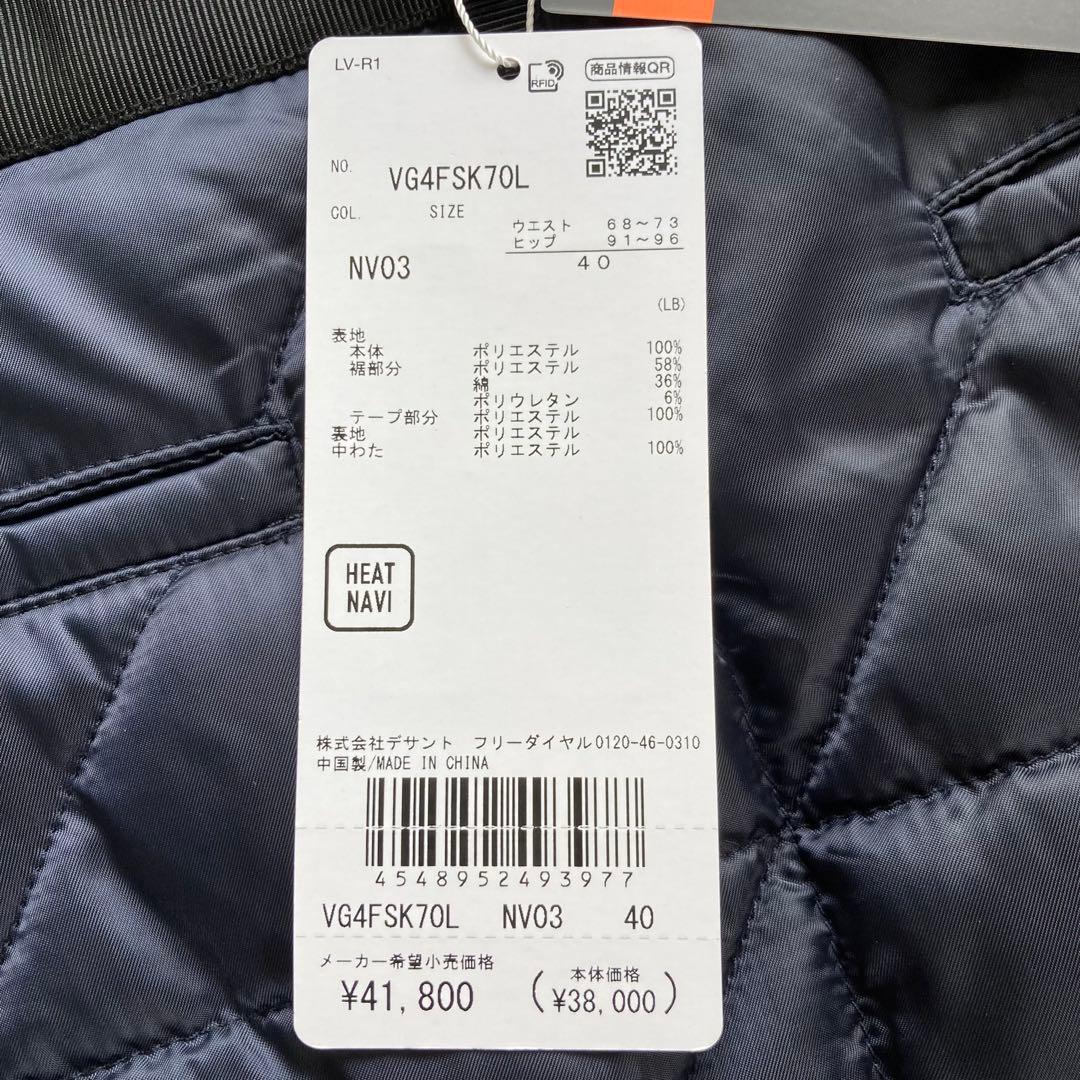 LV-R1
RFID
商品情報QR
NO. VG4FSK70L
COL. SIZE
ウエスト 68~73
ヒップ 91~96
NV03 40
(LB)
表地
本体 ポリエステル 100%
裾部分 ポリエステル 58%
綿 36%
ポリウレタン 6%
テープ部分 ポリエステル 100%
裏地 ポリエステル
中わた ポリエステル 100%
HEAT
NAVI
株式会社デサント フリーダイヤル0120-46-0310
中国製/MADE IN CHINA
4548952493977
VG4FSK70L NV03 40
メーカー希望小売価格 本体価格
¥41,800 (¥38,000)